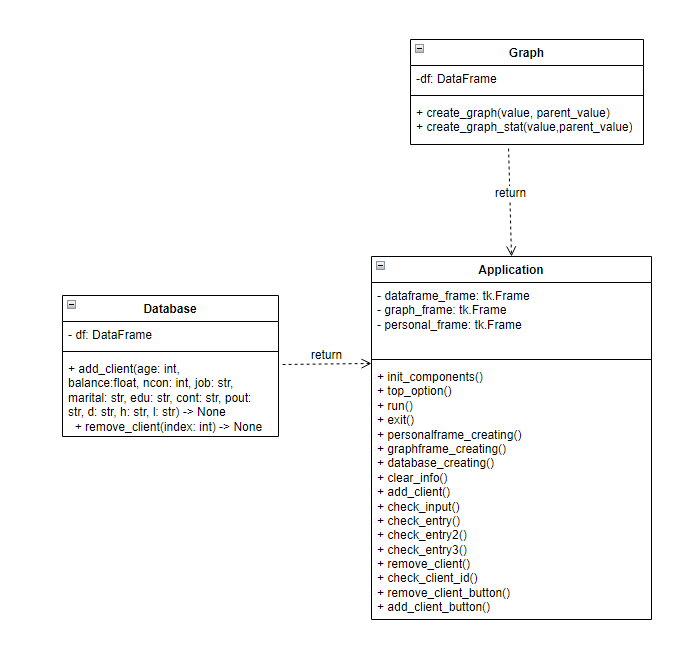 Graph
-df: DataFrame
+ create_graph(value, parent_value)
+ create_graph_stat(value,parent_value)
return
Application
- dataframe_frame: tk.Frame
- graph_frame: tk.Frame
- personal_frame: tk.Frame
+ init_components()
+ top_option()
+ run()
+ exit()
+ personalframe_creating()
+ graphframe_creating()
+ database_creating()
+ clear_info()
+ add_client()
+ check_input()
+ check_entry()
+ check_entry2()
+ check_entry3()
+ remove_client()
+ check_client_id()
+ remove_client_button()
+ add_client_button()
Database
- df: DataFrame
+ add_client(age: int,
balance:float, ncon: int, job: str,
marital: str, edu: str, cont: str, pout:
str, d: str, h: str, l: str) -> None
+ remove_client(index: int) -> None
return